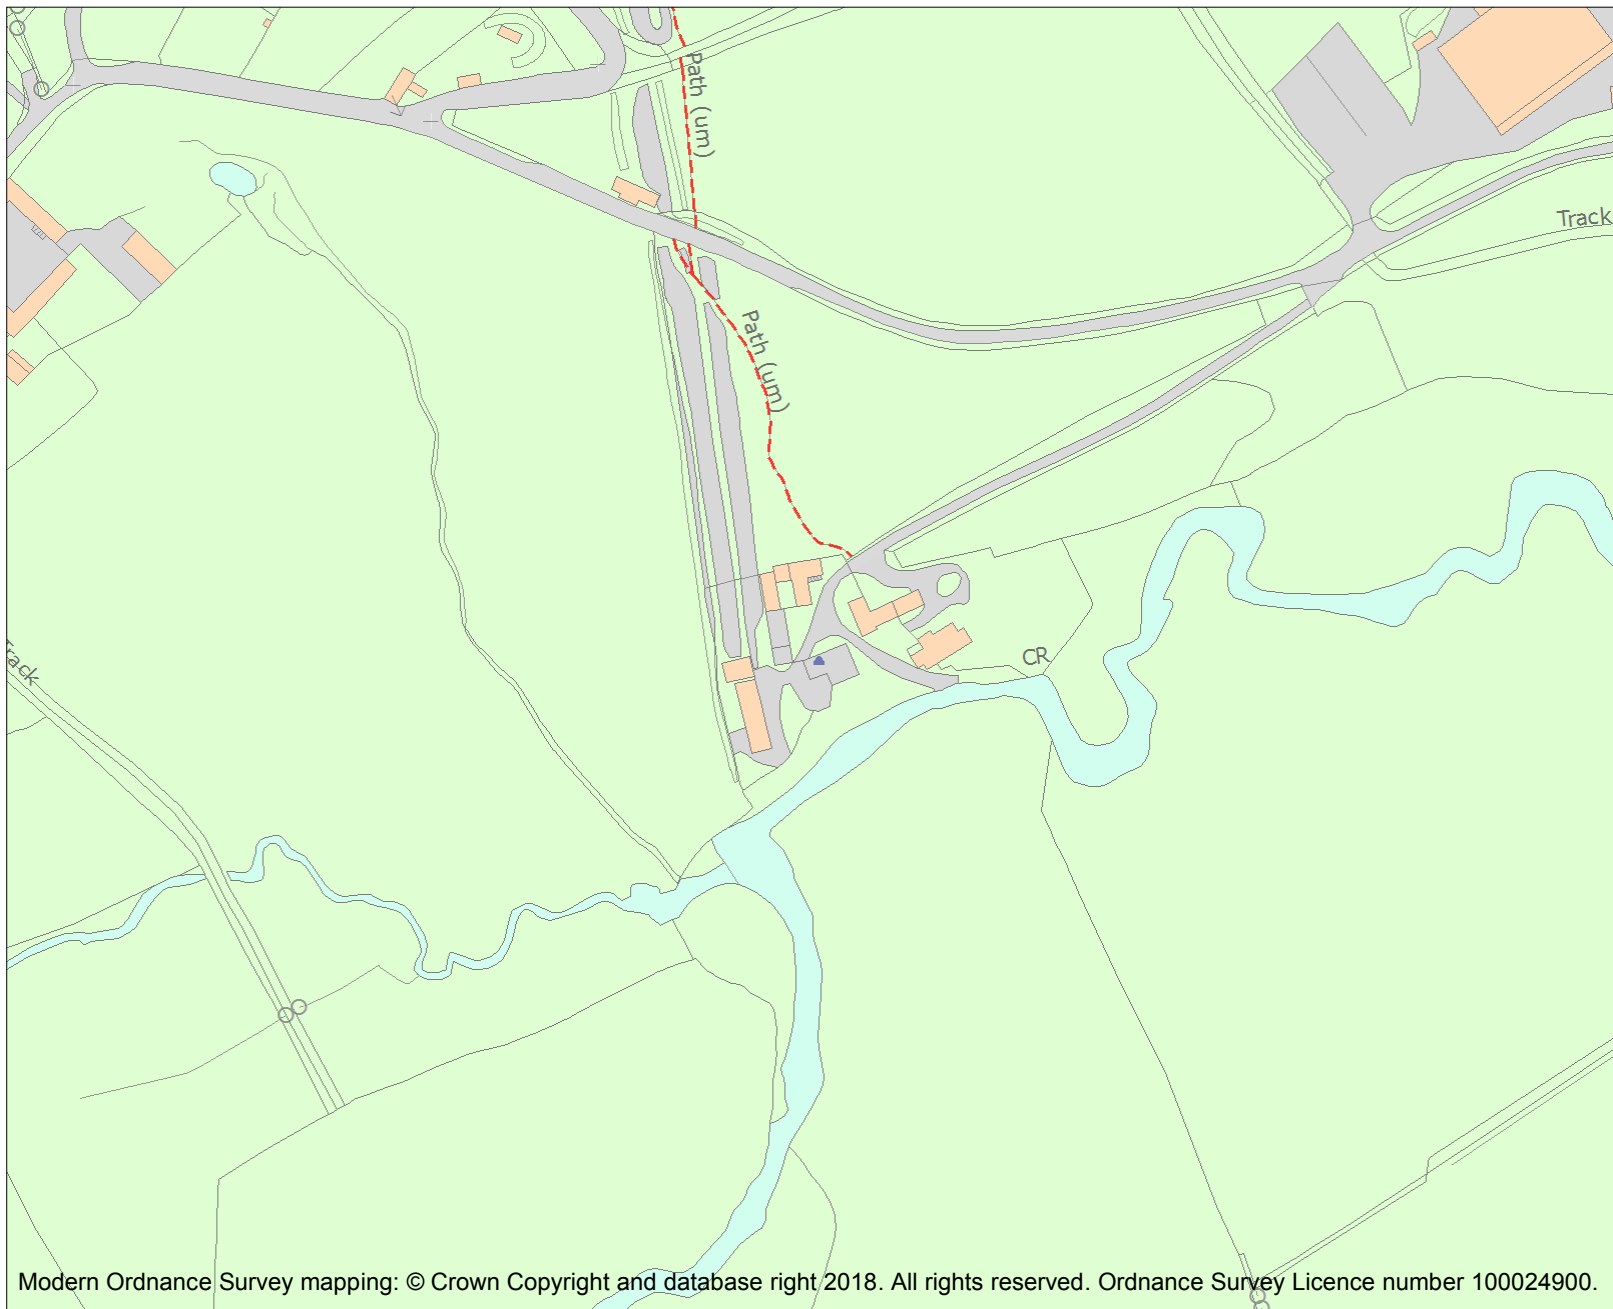 Path (um)
Track
Path (um)
Track
CR
Modern Ordnance Survey mapping: © Crown Copyright and database right 2018. All rights reserved. Ordnance Survey Licence number 100024900.